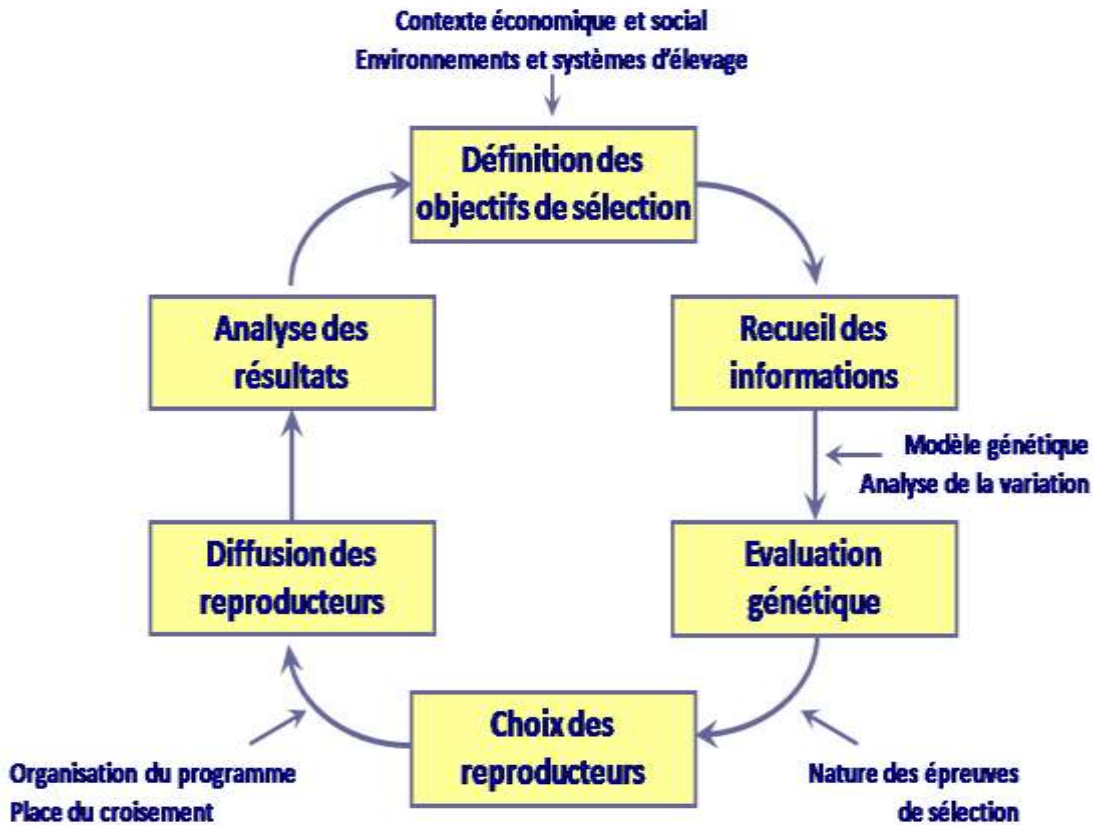 Contexte économique et social
Environnements et systèmes d'élevage
Définition des
objectifs de sélection
Analyse des
résultats
Recueil des
informations
Modèle génétique
Analyse de la variation
Diffusion des
reproducteurs
Evaluation
génétique
Choix des
reproducteurs
Organisation du programme
Place du croisement
Nature des épreuves
de sélection